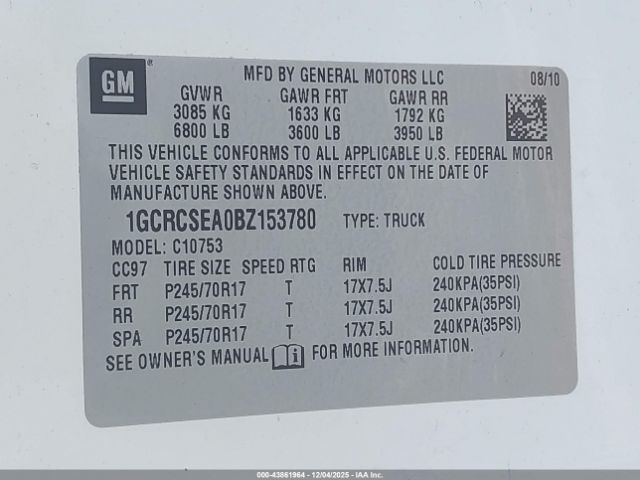 GM ® MFD BY GENERAL MOTORS LLC 08/10
GVWR GAWR FRT GAWR RR
3085 KG 1633 KG 1792 KG
6800 LB 3600 LB 3950 LB
THIS VEHICLE CONFORMS TO ALL APPLICABLE U.S. FEDERAL MOTOR
VEHICLE SAFETY STANDARDS IN EFFECT ON THE DATE OF
MANUFACTURE SHOWN ABOVE.
1GCRCSEA0BZ153780 TYPE: TRUCK
MODEL: C10753
CC97 TIRE SIZE SPEED RTG RIM COLD TIRE PRESSURE
FRT P245/70R17 T 17X7.5J 240KPA(35PSI)
RR P245/70R17 T 17X7.5J 240KPA(35PSI)
SPA P245/70R17 T 17X7.5J 240KPA(35PSI)
SEE OWNER'S MANUAL FOR MORE INFORMATION.
000-43861964 - 12/04/2025 - IAA Inc.